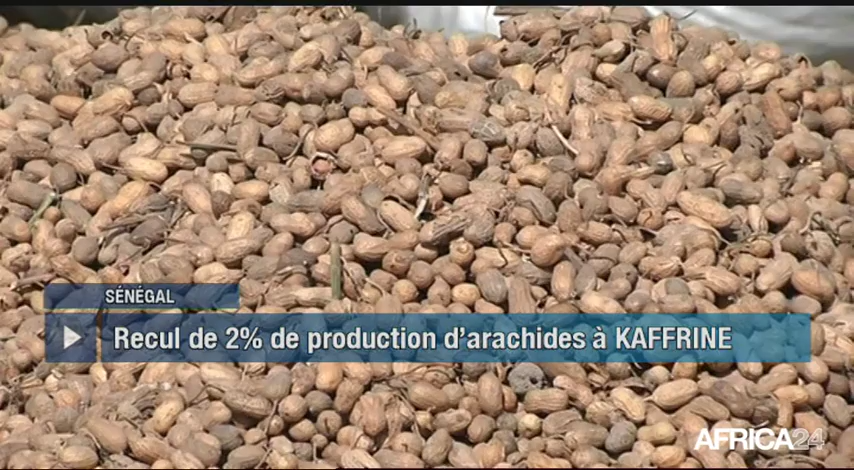 SÉNÉGAL
Recul de 2% de production d'arachides à KAFFRINE
AFRICA24